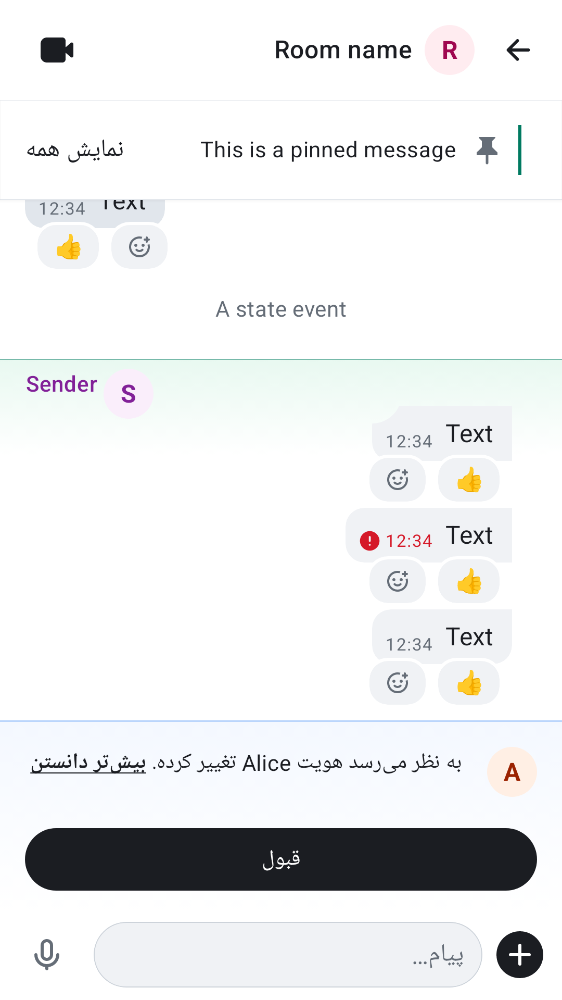 Room name
R
This is a pinned message
نمایش همه
Text
12:34
A state event
Sender
S
Text
12:34
Text
12:34
Text
12:34
A
به نظر می‌رسد هویت Alice تغییر کرده. بیش‌تر دانستن
قبول
پیام…